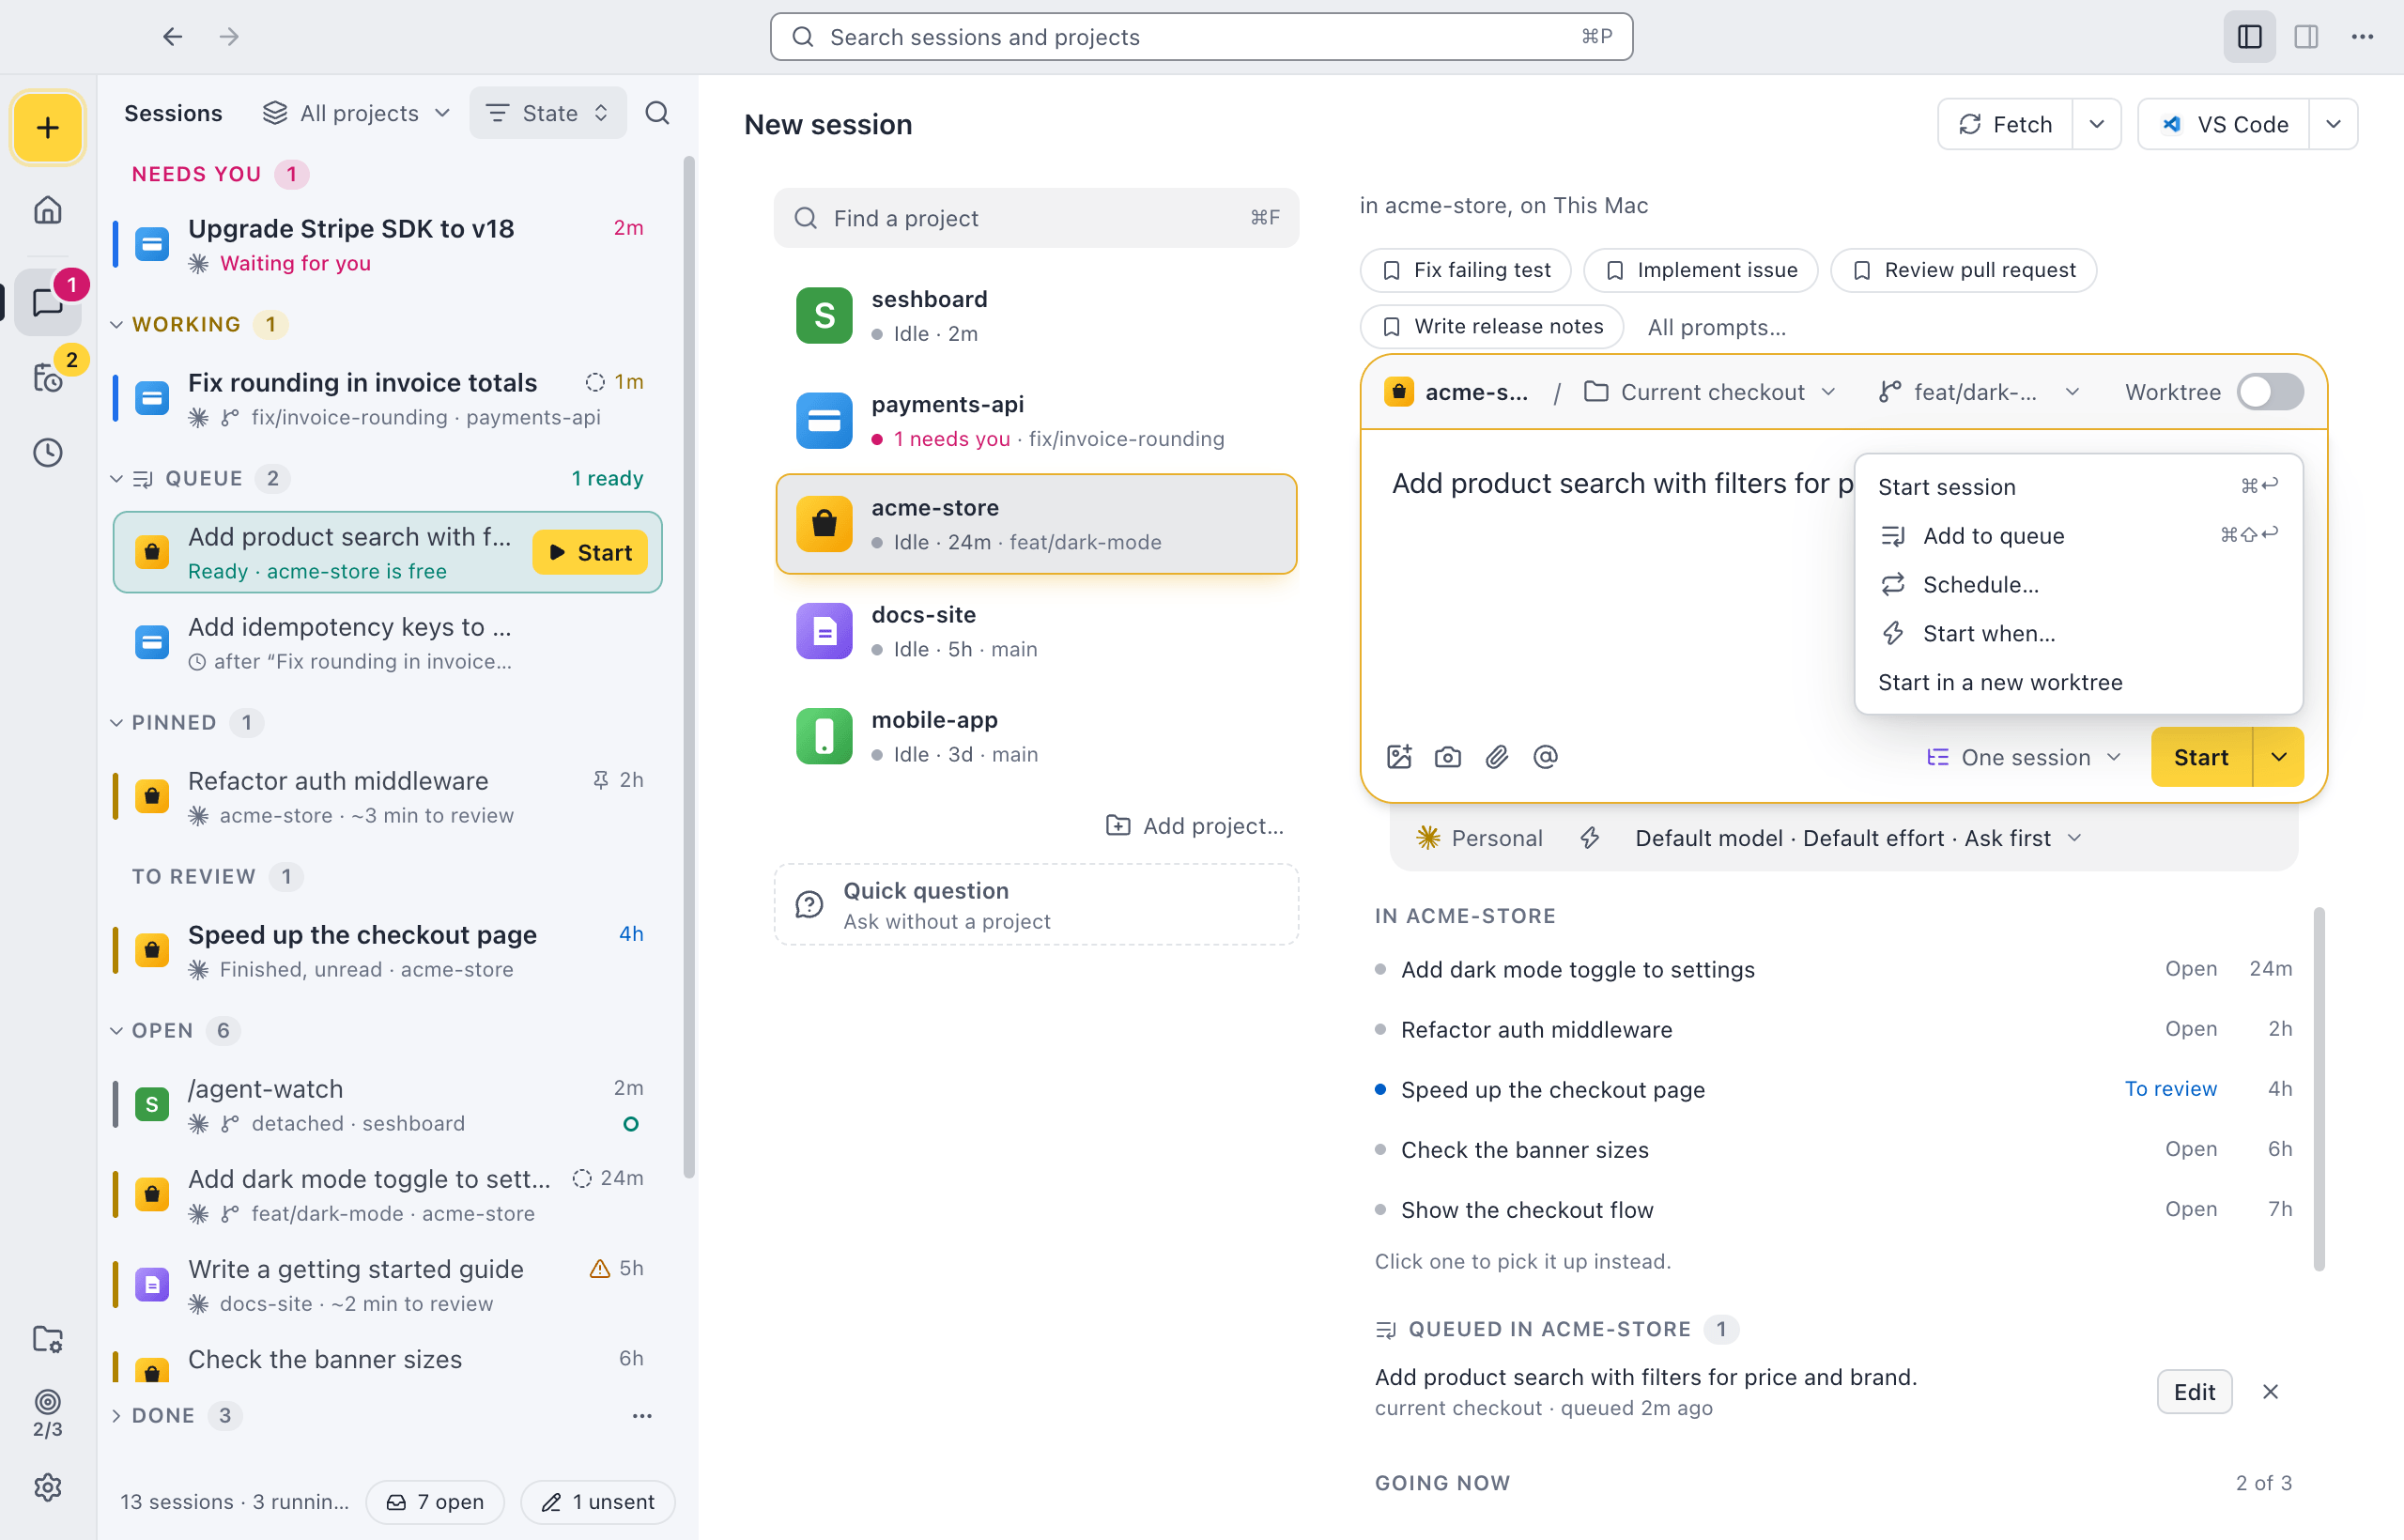 Search sessions and projects ⌘P
Sessions All projects State
NEEDS YOU 1
Upgrade Stripe SDK to v18 2m
Waiting for you
WORKING 1
Fix rounding in invoice totals 1m
fix/invoice-rounding · payments-api
QUEUE 2 1 ready
Add product search with f... Start
Ready · acme-store is free
Add idempotency keys to ...
after “Fix rounding in invoice...
PINNED 1
Refactor auth middleware 2h
acme-store · ~3 min to review
TO REVIEW 1
Speed up the checkout page 4h
Finished, unread · acme-store
OPEN 6
/agent-watch 2m
S detached · seshboard
Add dark mode toggle to sett... 24m
feat/dark-mode · acme-store
Write a getting started guide 5h
docs-site · ~2 min to review
Check the banner sizes 6h
DONE 3
13 sessions · 3 runnin... 7 open 1 unsent
1
2
2/3
New session
Fetch VS Code
Find a project ⌘F
S seshboard
Idle · 2m
payments-api
1 needs you · fix/invoice-rounding
acme-store
Idle · 24m · feat/dark-mode
docs-site
Idle · 5h · main
mobile-app
Idle · 3d · main
Add project...
Quick question
Ask without a project
in acme-store, on This Mac
Fix failing test Implement issue Review pull request
Write release notes All prompts...
acme-s... / Current checkout feat/dark-... Worktree
Add product search with filters for p
Start session ⌘↩
Add to queue ⌘⇧↩
Schedule...
Start when...
Start in a new worktree
One session Start
Personal Default model · Default effort · Ask first
IN ACME-STORE
Add dark mode toggle to settings Open 24m
Refactor auth middleware Open 2h
Speed up the checkout page To review 4h
Check the banner sizes Open 6h
Show the checkout flow Open 7h
Click one to pick it up instead.
QUEUED IN ACME-STORE 1
Add product search with filters for price and brand.
current checkout · queued 2m ago
Edit
GOING NOW 2 of 3